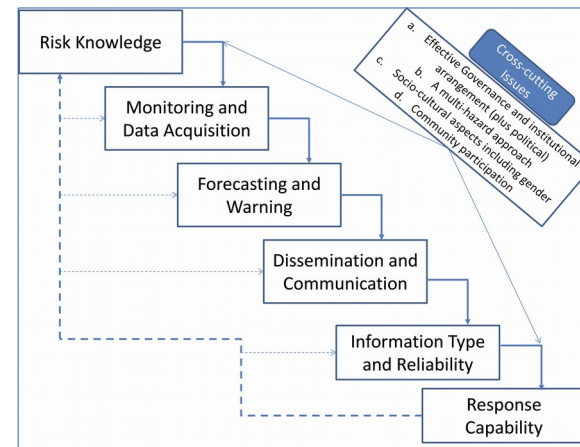 Risk Knowledge
Monitoring and
Data Acquisition
Forecasting and
Warning
Dissemination and
Communication
Information Type
and Reliability
Response
Capability
Cross-cutting
Issues
a. Effective Governance and institutional
arrangement (plus political)
b. A multi-hazard approach
c. Socio-cultural aspects including gender
d. Community participation